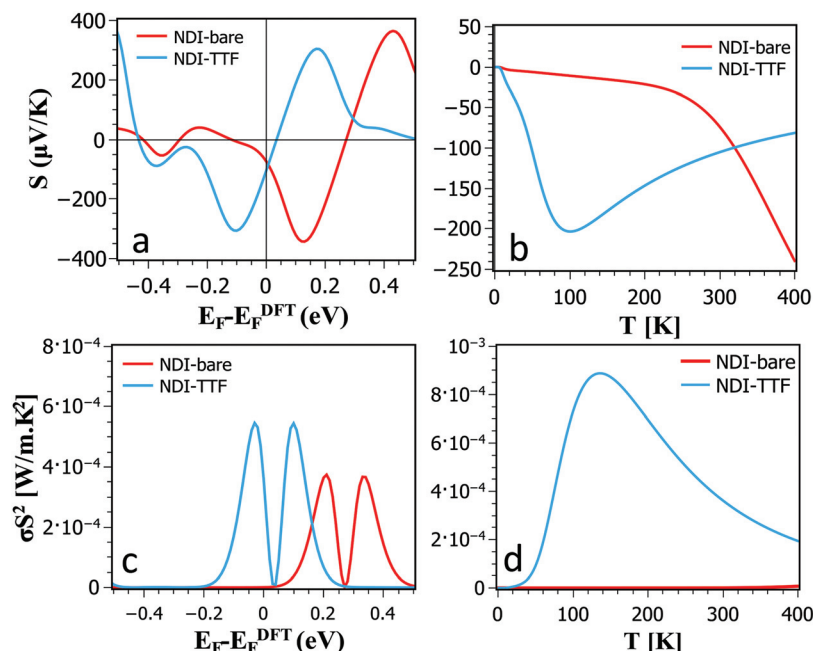 S (μV/K)
400
200
0
−200
−400
NDI-bare
NDI-TTF
a
−0.4
−0.2
0
0.2
0.4
E_F-E_F^DFT (eV)
0
−50
−100
−150
−200
−250
NDI-bare
NDI-TTF
b
0
100
200
300
400
T [K]
σS² [W/m.K²]
8·10⁻⁴
6·10⁻⁴
4·10⁻⁴
2·10⁻⁴
0
NDI-bare
NDI-TTF
c
−0.4
−0.2
0
0.2
0.4
E_F-E_F^DFT (eV)
10⁻³
8·10⁻⁴
6·10⁻⁴
4·10⁻⁴
2·10⁻⁴
0
NDI-bare
NDI-TTF
d
0
100
200
300
400
T [K]